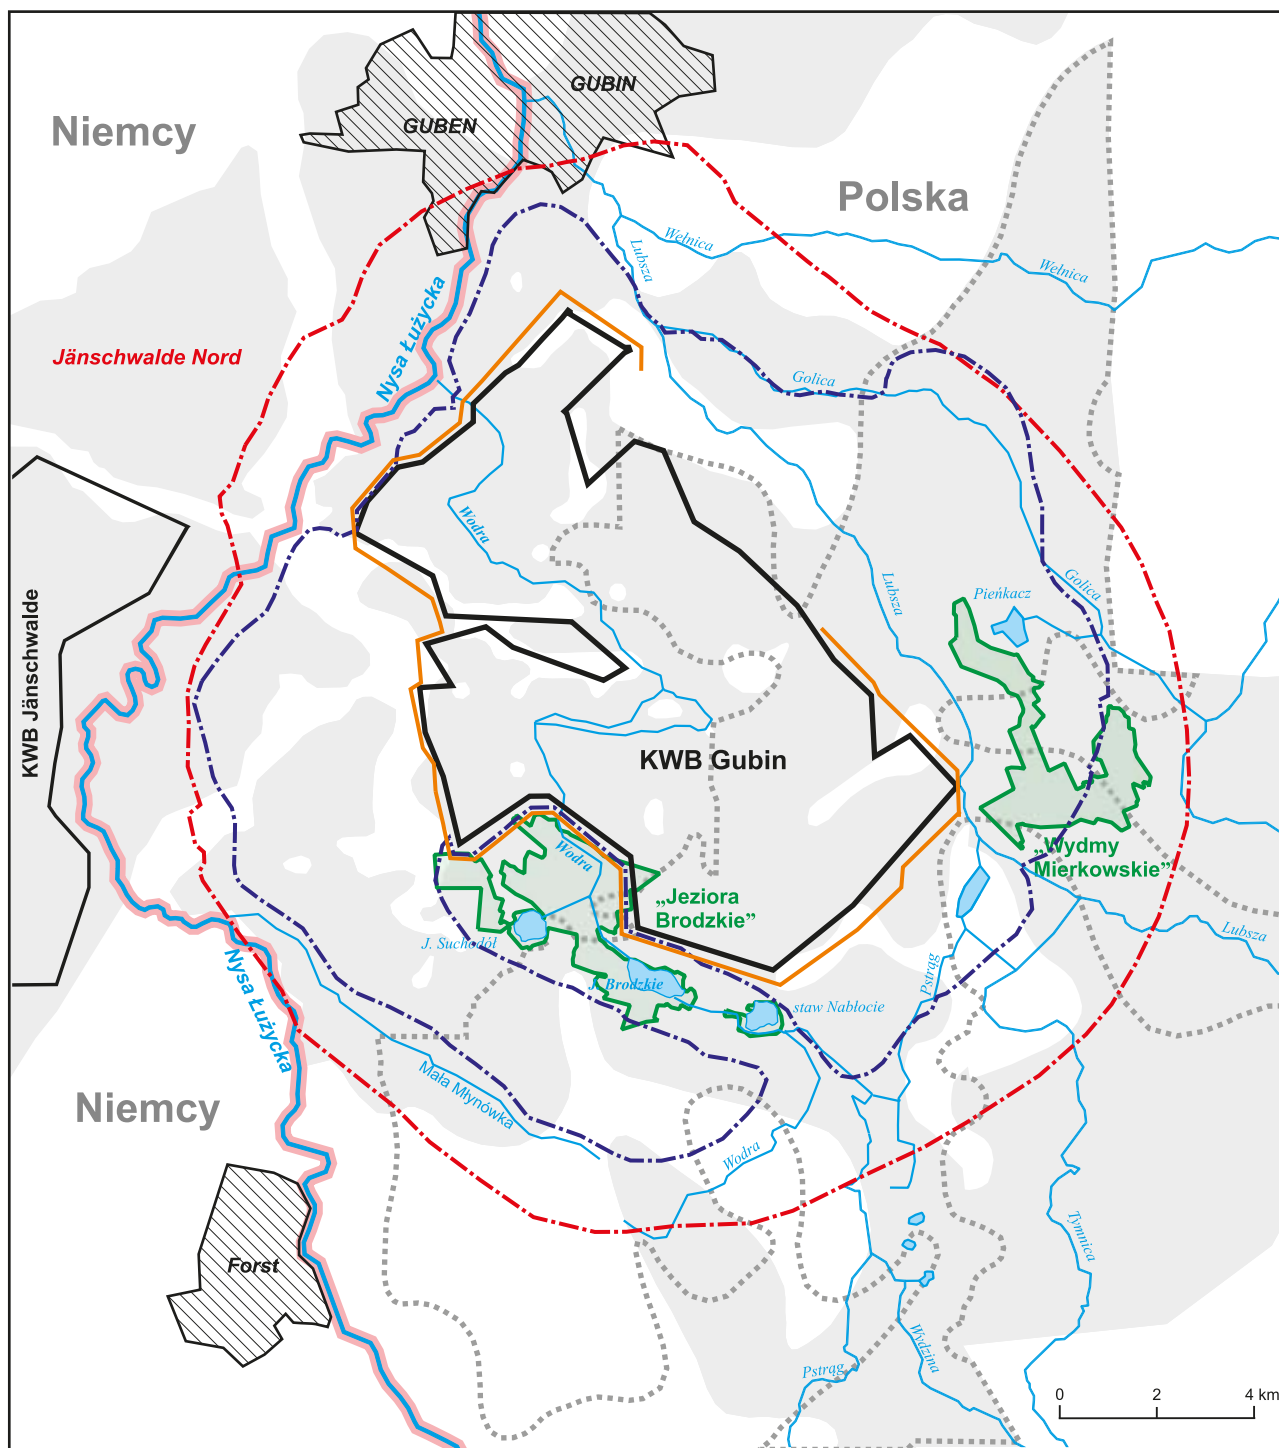 GUBIN
GUBEN
Niemcy
Polska
Lubsza
Wełnica
Wełnica
Nysa Łużycka
Jänschwalde Nord
Golica
Wodra
Lubsza
Golica
Pieńkacz
KWB Jänschwalde
KWB Gubin
Wodra
„Wydmy
Mierkowskie”
„Jeziora
Brodzkie”
J. Suchodół
Lubsza
Pstrąg
J. Brodzkie
staw Nabłocie
Nysa Łużycka
Mała Młynówka
Niemcy
Wodra
Tymnica
Forst
Wydzina
Pstrąg
0 2 4 km